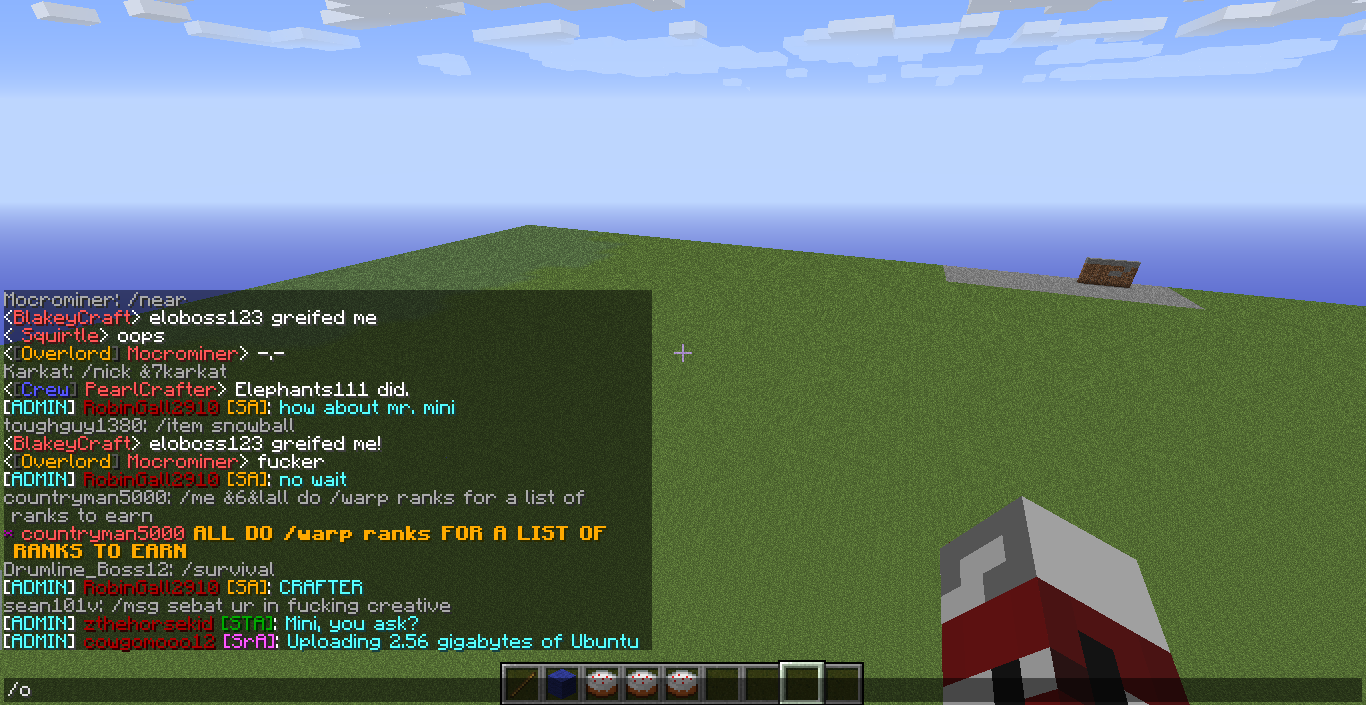 Mocrominer: /near
<BlakeyCraft> eloboss123 greifed me
< Squirtle> oops
<[Overlord] Mocrominer> -.-
Karkat: /nick &7karkat
<[Crew] PearlCrafter> Elephants111 did.
[ADMIN] RobinGall2910 [SA]: how about mr. mini
toughguy1380: /item snowball
<BlakeyCraft> eloboss123 greifed me!
<[Overlord] Mocrominer> fucker
[ADMIN] RobinGall2910 [SA]: no wait
countryman5000: /me &6&lall do /warp ranks for a list of
ranks to earn
* countryman5000 ALL DO /warp ranks FOR A LIST OF
RANKS TO EARN
Drumline_Boss12: /survival
[ADMIN] RobinGall2910 [SA]: CRAFTER
sean101v: /msg sebat ur in fucking creative
[ADMIN] zthehorsekid [STA]: Mini, you ask?
[ADMIN] cowgomooo12 [SrA]: Uploading 2.56 gigabytes of Ubuntu
/o